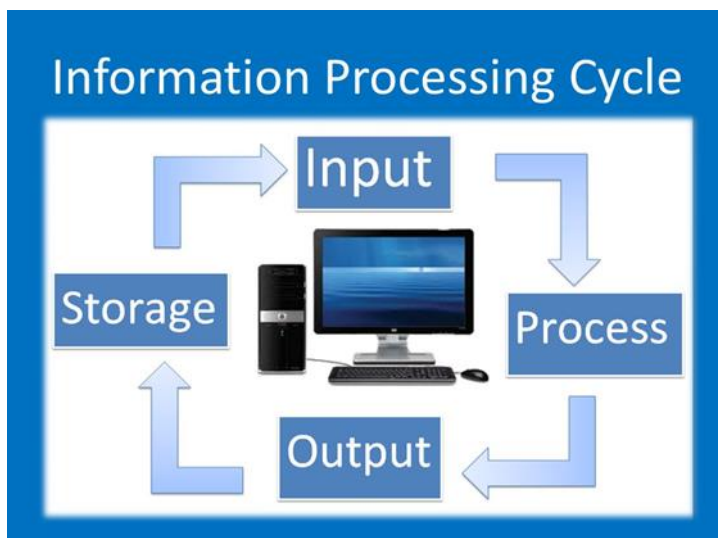 Information Processing Cycle
Input
Process
Output
Storage